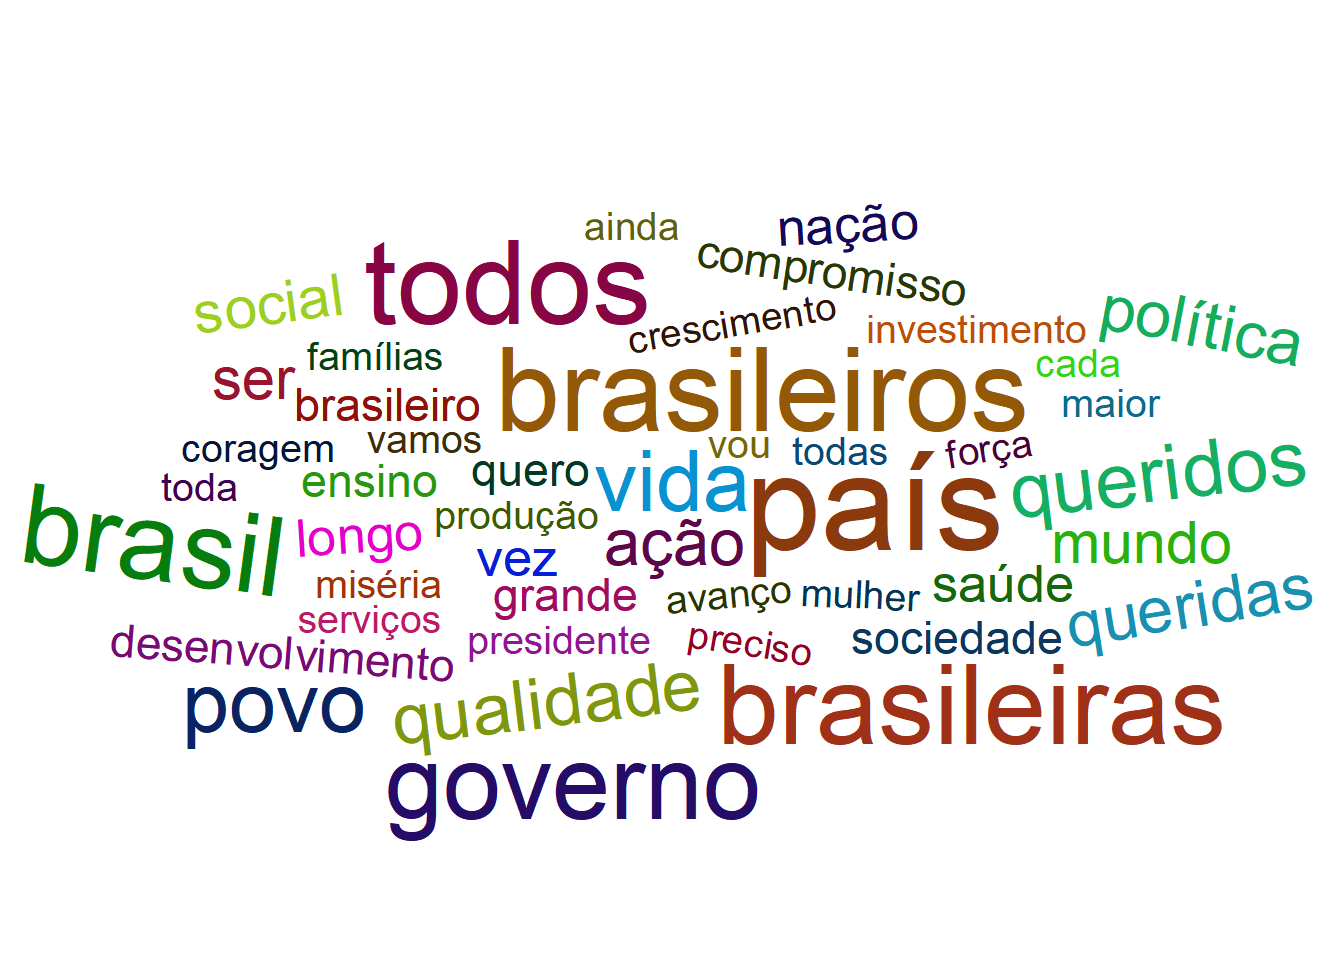 ainda
nação
todos
compromisso
social
crescimento
investimento
política
famílias
ser
brasileiros
cada
brasileiro
maior
coragem
vamos
vou
todas
força
toda
ensino
quero
vida
país
queridos
brasil
longo
produção
ação
mundo
vez
miséria
grande
avanço
mulher
saúde
queridas
serviços
desenvolvimento
presidente
preciso
sociedade
povo
qualidade
brasileiras
governo